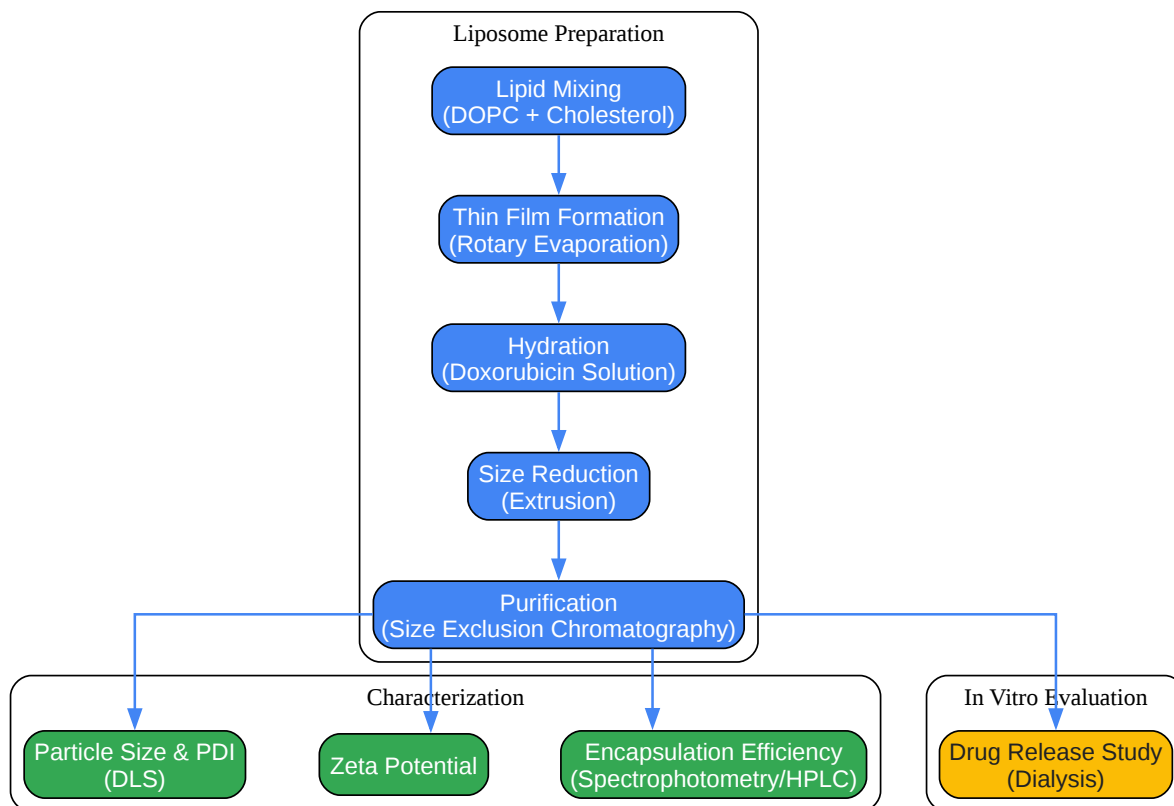 Liposome Preparation
Lipid Mixing
(DOPC + Cholesterol)
Thin Film Formation
(Rotary Evaporation)
Hydration
(Doxorubicin Solution)
Size Reduction
(Extrusion)
Purification
(Size Exclusion Chromatography)
Characterization
Particle Size & PDI
(DLS)
Zeta Potential
Encapsulation Efficiency
(Spectrophotometry/HPLC)
In Vitro Evaluation
Drug Release Study
(Dialysis)